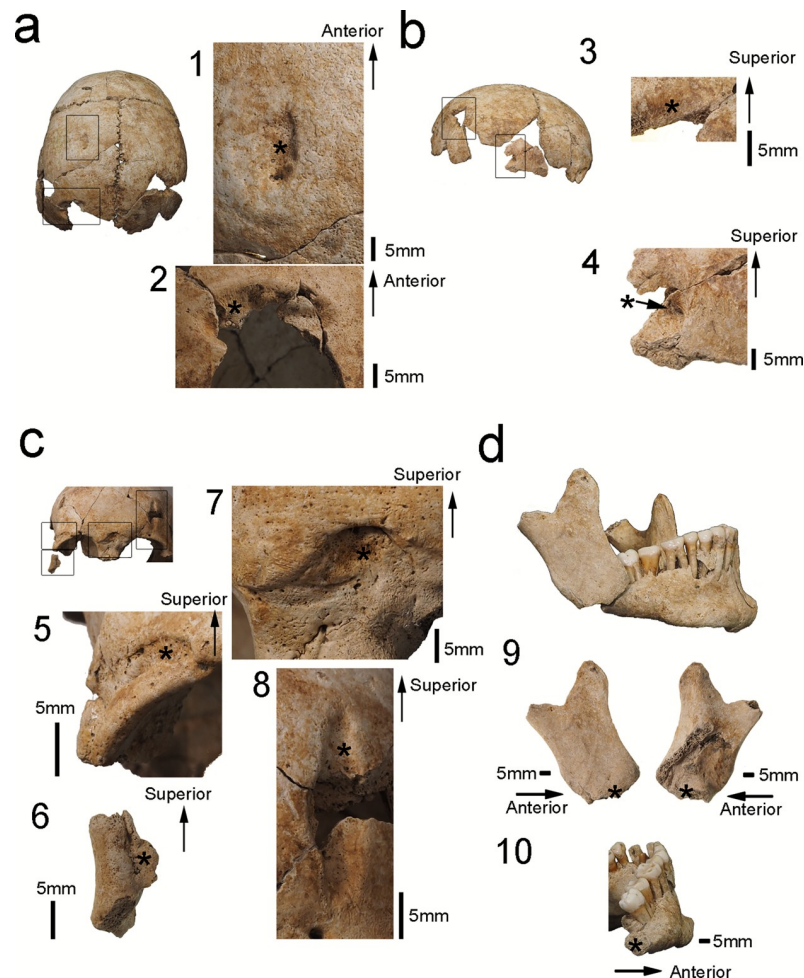 a
1
Anterior
*
5mm
2
Anterior
*
5mm
b
3
Superior
*
5mm
4
Superior
*
5mm
c
Superior
5
*
5mm
6
Superior
*
5mm
7
Superior
*
5mm
8
Superior
*
5mm
d
9
5mm
*
*
5mm
Anterior
Anterior
10
*
5mm
Anterior